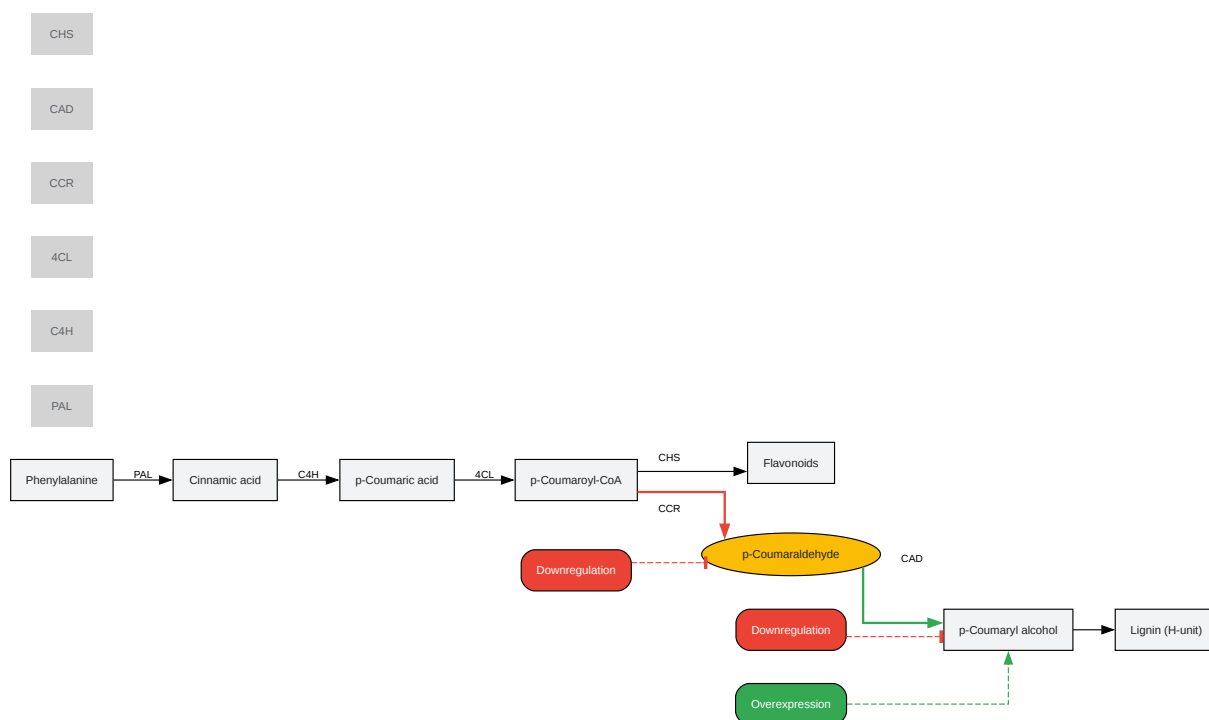 CHS
CAD
CCR
4CL
C4H
PAL
Phenylalanine
PAL
Cinnamic acid
C4H
p-Coumaric acid
4CL
p-Coumaroyl-CoA
CHS
Flavonoids
CCR
Downregulation
p-Coumaraldehyde
CAD
Downregulation
p-Coumaryl alcohol
Lignin (H-unit)
Overexpression